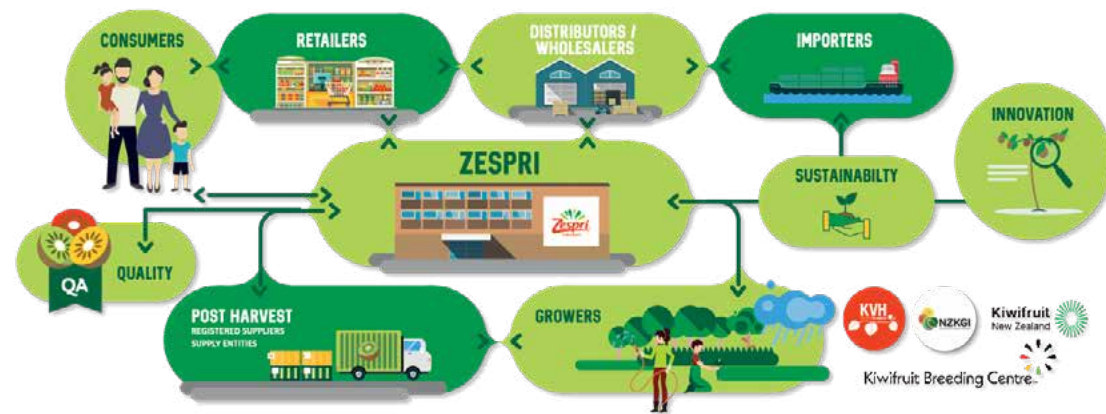 CONSUMERS
RETAILERS
DISTRIBUTORS /
WHOLESALERS
IMPORTERS
INNOVATION
ZESPRI
SUSTAINABILTY
Zespri
QA
QUALITY
POST HARVEST
REGISTERED SUPPLIERS
SUPPLY ENTITIES
GROWERS
KVH
NZKGI
Kiwifruit
New Zealand
Kiwifruit Breeding Centre